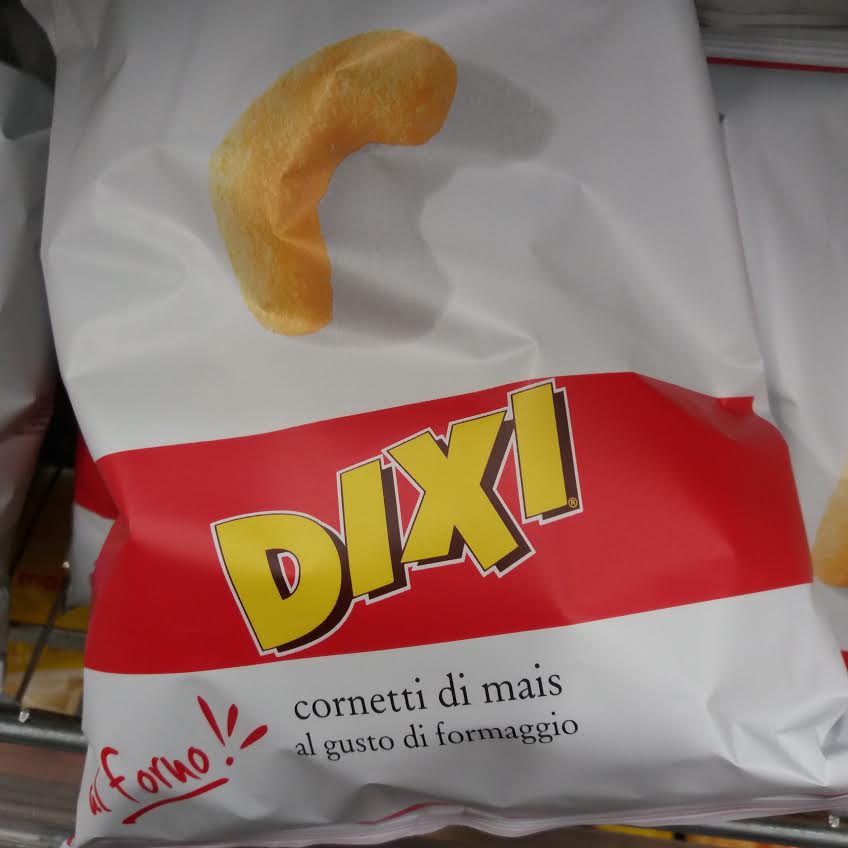 DIXI®
cornetti di mais
al gusto di formaggio
al forno!!!